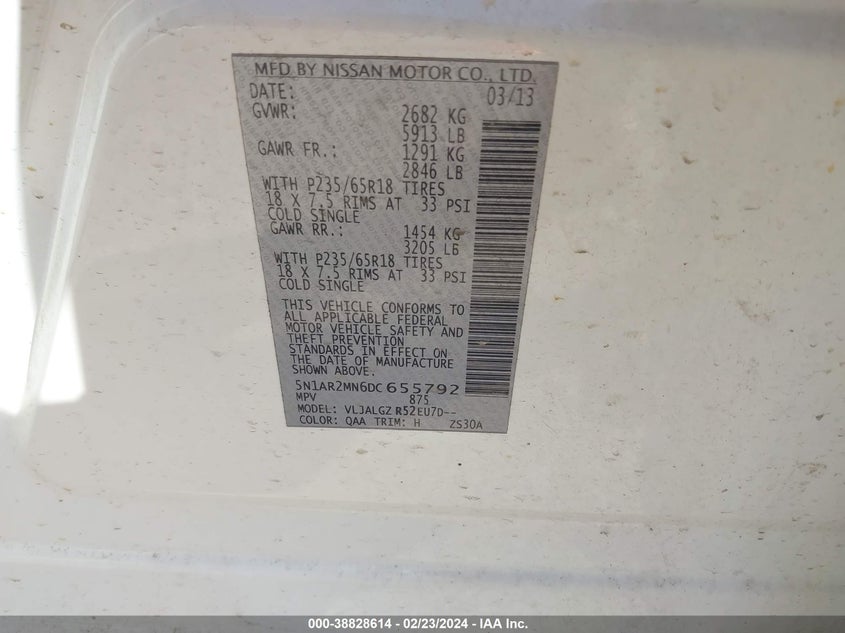 MFD BY NISSAN MOTOR CO., LTD.
DATE: 03/13
GVWR: 2682 KG
5913 LB
GAWR FR.: 1291 KG
2846 LB
WITH P235/65R18 TIRES
18 X 7.5 RIMS AT 33 PSI
COLD SINGLE
GAWR RR.: 1454 KG
3205 LB
WITH P235/65R18 TIRES
18 X 7.5 RIMS AT 33 PSI
COLD SINGLE
THIS VEHICLE CONFORMS TO
ALL APPLICABLE FEDERAL
MOTOR VEHICLE SAFETY AND
THEFT PREVENTION
STANDARDS IN EFFECT ON
THE DATE OF MANUFACTURE
SHOWN ABOVE.
5N1AR2MN6DC655792
MPV 875
MODEL: VLJALGZ R52EU7D--
COLOR: QAA TRIM: H ZS30A
000-38828614 - 02/23/2024 - IAA Inc.